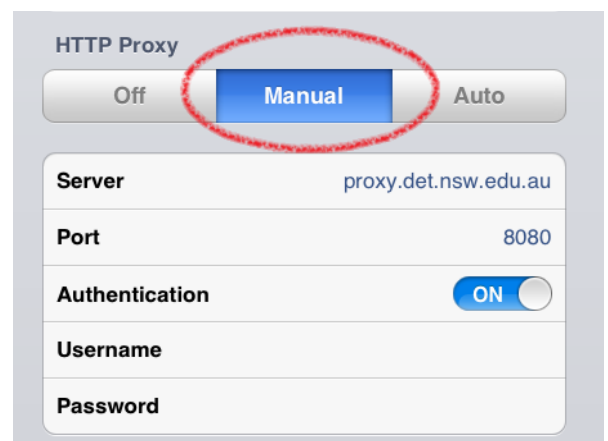 HTTP Proxy
Off Manual Auto
Server proxy.det.nsw.edu.au
Port 8080
Authentication ON
Username
Password